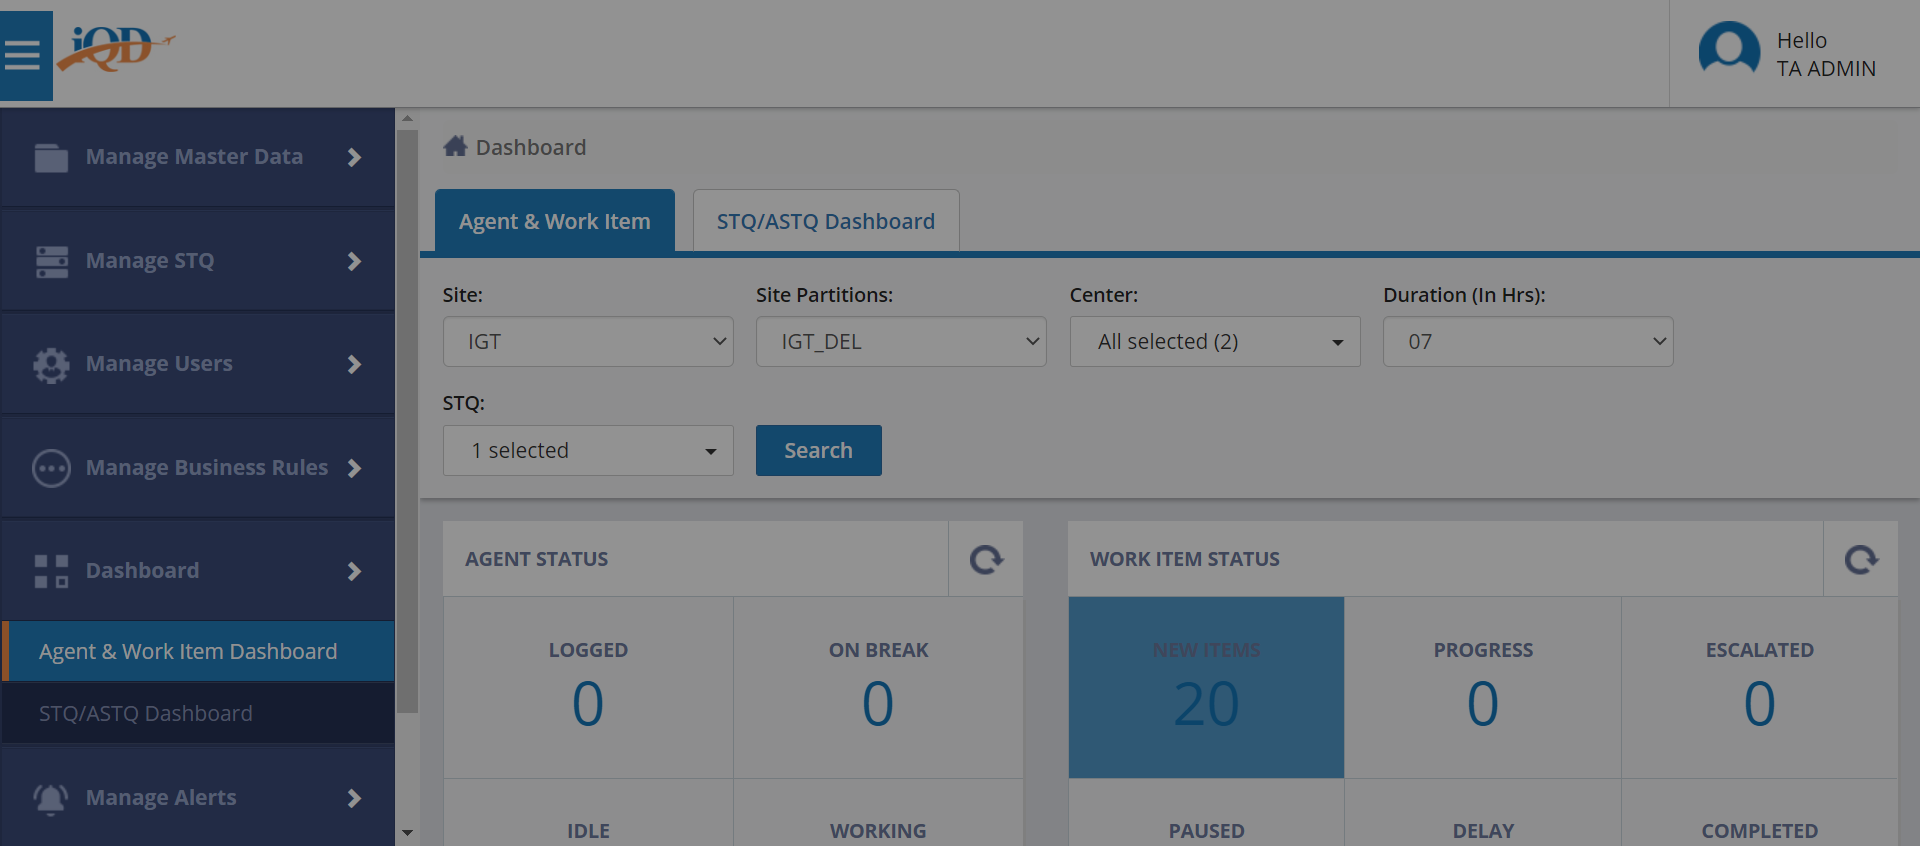 iQD
Hello
TA ADMIN
Manage Master Data
Manage STQ
Manage Users
Manage Business Rules
Dashboard
Agent & Work Item Dashboard
STQ/ASTQ Dashboard
Manage Alerts
Dashboard
Agent & Work Item
STQ/ASTQ Dashboard
Site:
Site Partitions:
Center:
Duration (In Hrs):
IGT
IGT_DEL
All selected (2)
07
STQ:
1 selected
Search
AGENT STATUS
LOGGED
0
ON BREAK
0
IDLE
WORKING
WORK ITEM STATUS
NEW ITEMS
20
PROGRESS
0
ESCALATED
0
PAUSED
DELAY
COMPLETED